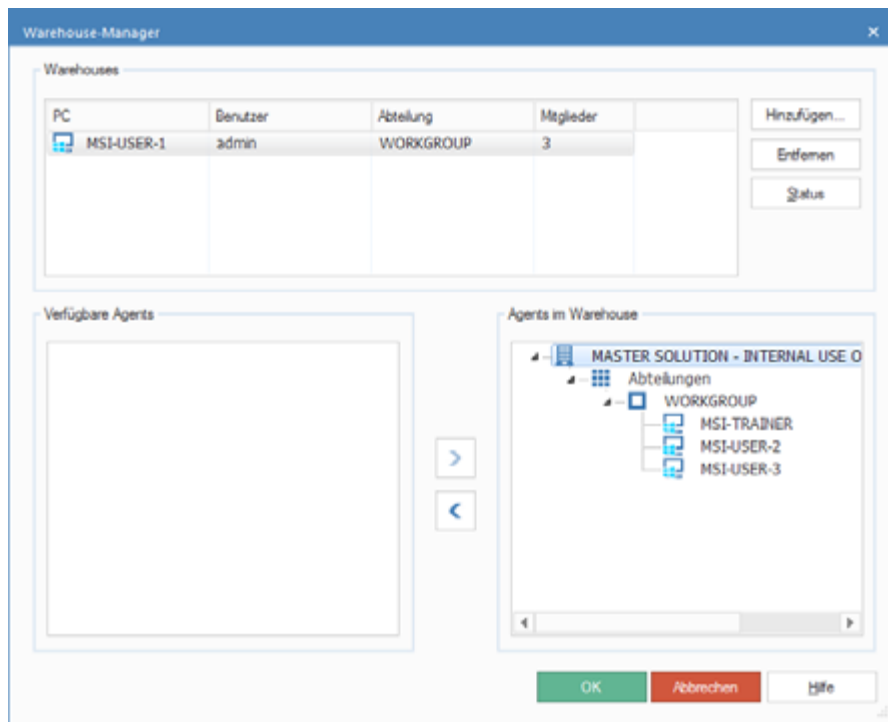 Warehouse-Manager
Warehouses
PC Benutzer Abteilung Mitglieder
MSI-USER-1 admin WORKGROUP 3
Hinzufügen...
Entfernen
Status
Verfügbare Agents
Agents im Warehouse
MASTER SOLUTION - INTERNAL USE O
Abteilungen
WORKGROUP
MSI-TRAINER
MSI-USER-2
MSI-USER-3
OK Abbrechen Hilfe